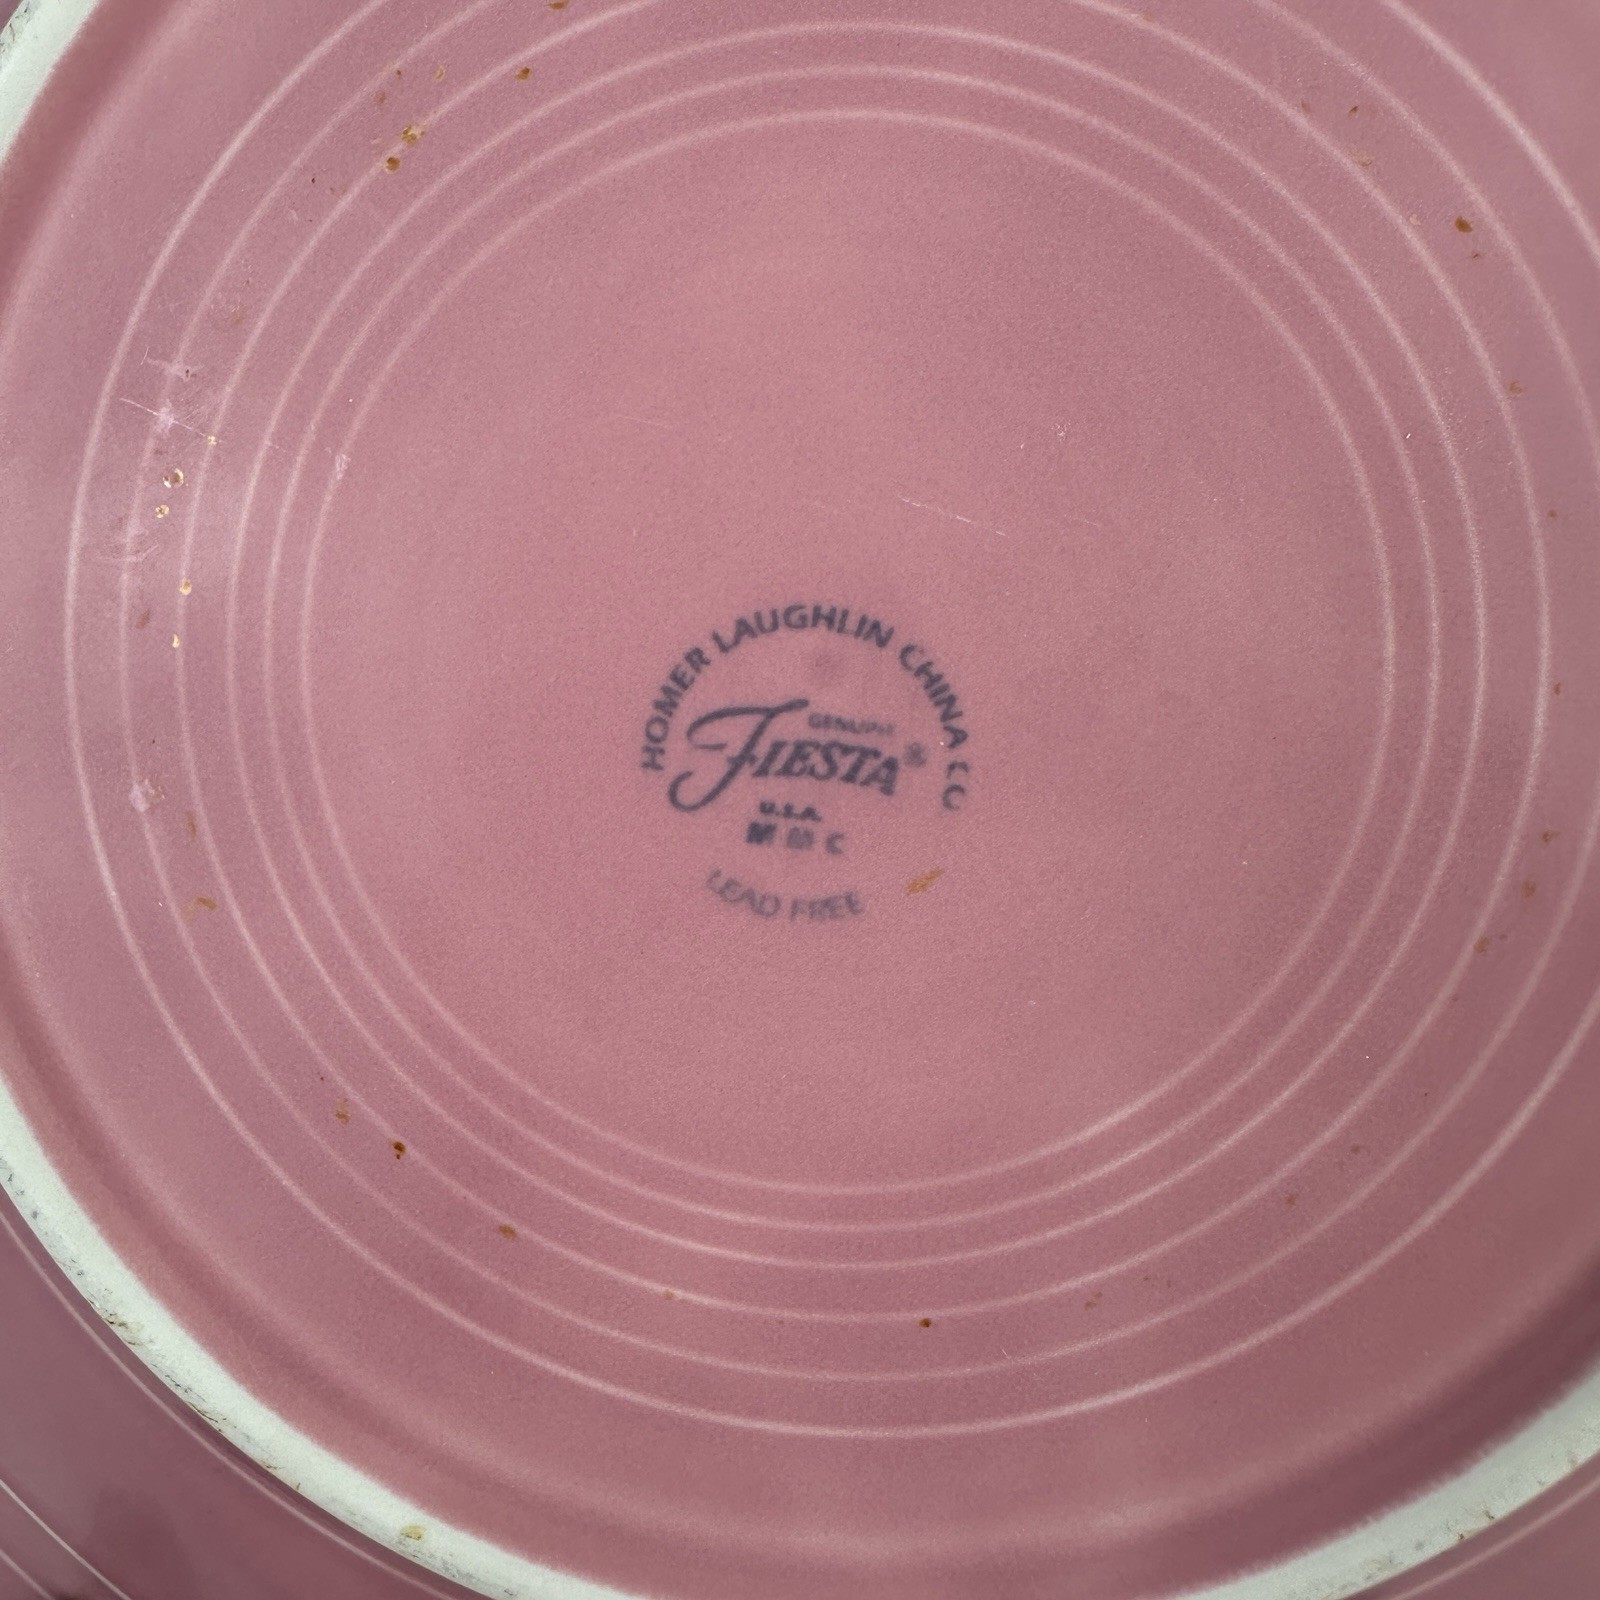 HOMER LAUGHLIN CHINA CO
GENUINE
FIESTA®
U.S.A.
M M C
LEAD FREE